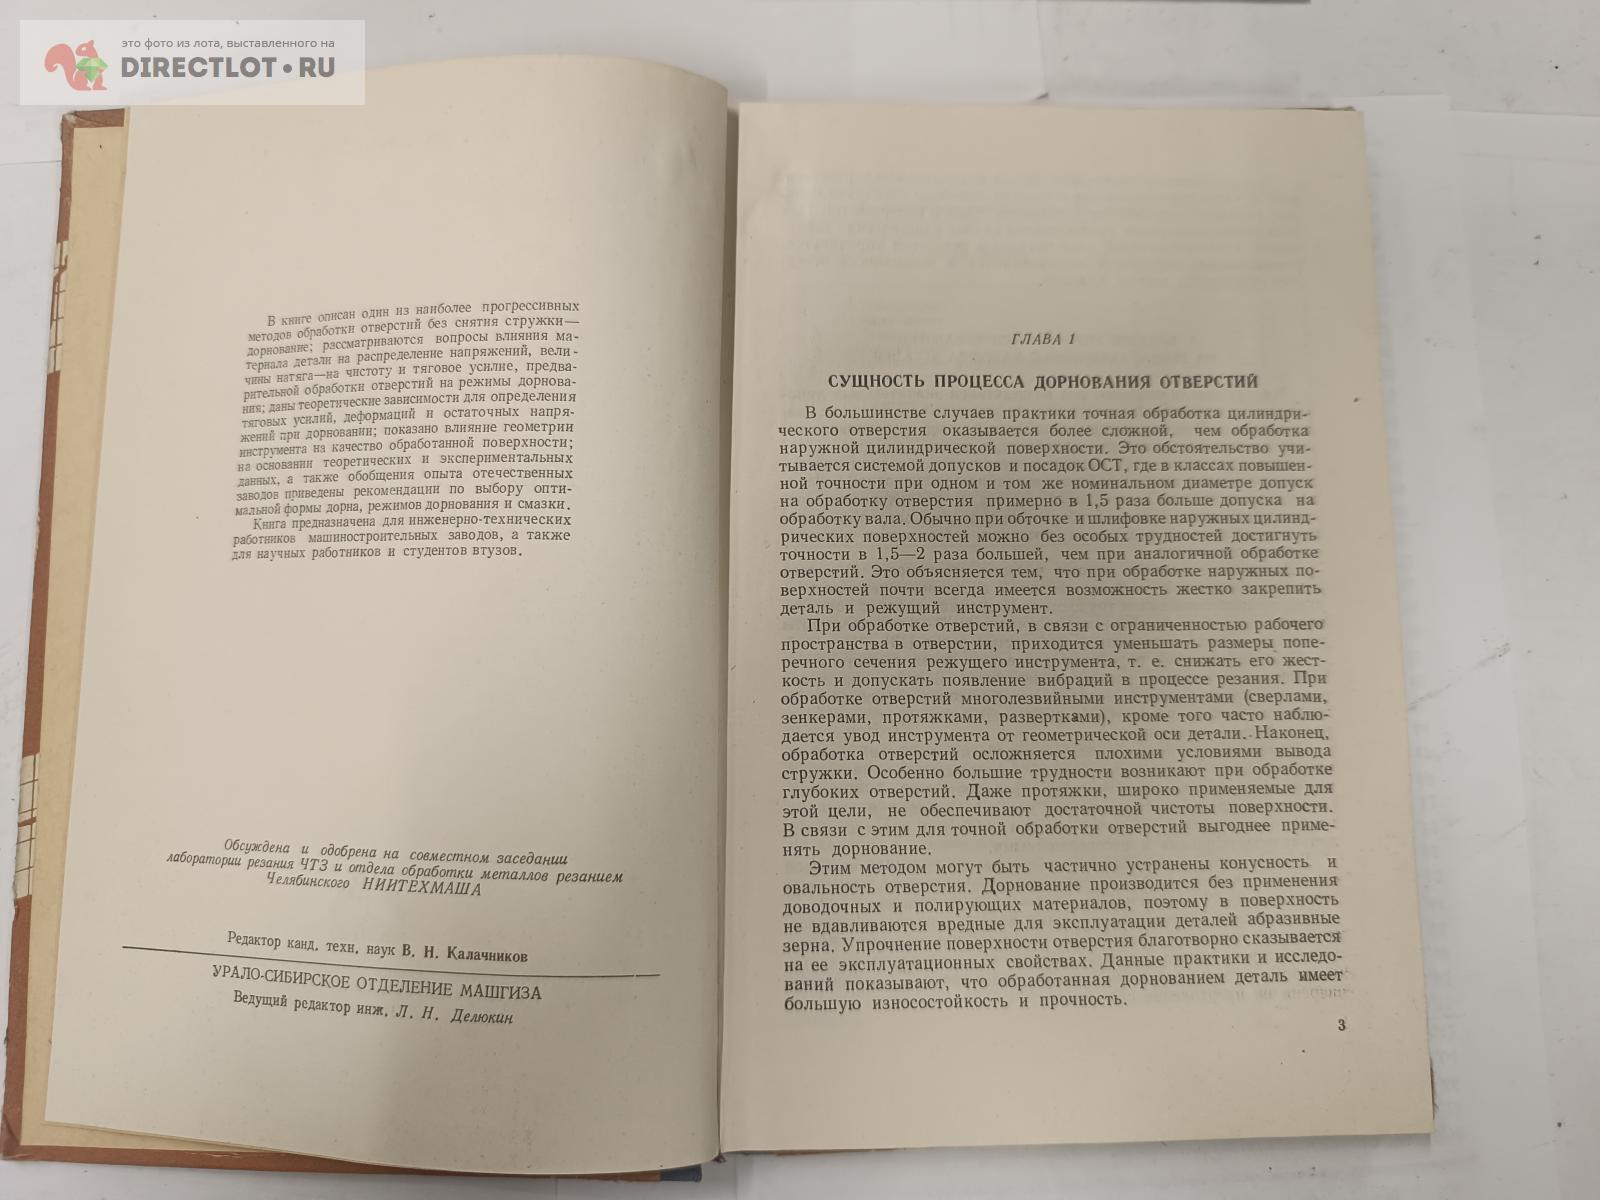 это фото из лота, выставленного на
DIRECTLOT•RU
В книге описан один из наиболее прогрессивных
методов обработки отверстий без снятия стружки—
дорнование; рассматриваются вопросы влияния ма-
териала детали на распределение напряжений, вели-
чины натяга—на чистоту и тяговое усилие, предва-
рительной обработки отверстий на режимы дорнова-
ния; даны теоретические зависимости для определения
тяговых усилий, деформаций и остаточных напря-
жений при дорновании; показано влияние геометрии
инструмента на качество обработанной поверхности;
на основании теоретических и экспериментальных
данных, а также обобщения опыта отечественных
заводов приведены рекомендации по выбору опти-
мальной формы дорна, режимов дорнования и смазки.
Книга предназначена для инженерно-технических
работников машиностроительных заводов, а также
для научных работников и студентов втузов.
Обсуждена и одобрена на совместном заседании
лаборатории резания ЧТЗ и отдела обработки металлов резанием
Челябинского НИИТЕХМАША
Редактор канд. техн. наук В. Н. Калачников
УРАЛО-СИБИРСКОЕ ОТДЕЛЕНИЕ МАШГИЗА
Ведущий редактор инж. Л. Н. Делюкин
ГЛАВА 1
СУЩНОСТЬ ПРОЦЕССА ДОРНОВАНИЯ ОТВЕРСТИЙ
В большинстве случаев практики точная обработка цилиндри-
ческого отверстия оказывается более сложной, чем обработка
наружной цилиндрической поверхности. Это обстоятельство учи-
тывается системой допусков и посадок ОСТ, где в классах повышен-
ной точности при одном и том же номинальном диаметре допуск
на обработку отверстия примерно в 1,5 раза больше допуска на
обработку вала. Обычно при обточке и шлифовке наружных цилинд-
рических поверхностей можно без особых трудностей достигнуть
точности в 1,5—2 раза большей, чем при аналогичной обработке
отверстий. Это объясняется тем, что при обработке наружных по-
верхностей почти всегда имеется возможность жестко закрепить
деталь и режущий инструмент.
При обработке отверстий, в связи с ограниченностью рабочего
пространства в отверстии, приходится уменьшать размеры попе-
речного сечения режущего инструмента, т. е. снижать его жест-
кость и допускать появление вибраций в процессе резания. При
обработке отверстий многолезвийными инструментами (сверлами,
зенкерами, протяжками, развертками), кроме того часто наблю-
дается увод инструмента от геометрической оси детали. Наконец,
обработка отверстий осложняется плохими условиями вывода
стружки. Особенно большие трудности возникают при обработке
глубоких отверстий. Даже протяжки, широко применяемые для
этой цели, не обеспечивают достаточной чистоты поверхности.
В связи с этим для точной обработки отверстий выгоднее приме-
нять дорнование.
Этим методом могут быть частично устранены конусность и
овальность отверстия. Дорнование производится без применения
доводочных и полирующих материалов, поэтому в поверхность
не вдавливаются вредные для эксплуатации деталей абразивные
зерна. Упрочнение поверхности отверстия благотворно сказывается
на ее эксплуатационных свойствах. Данные практики и исследо-
ваний показывают, что обработанная дорнованием деталь имеет
большую износостойкость и прочность.
3